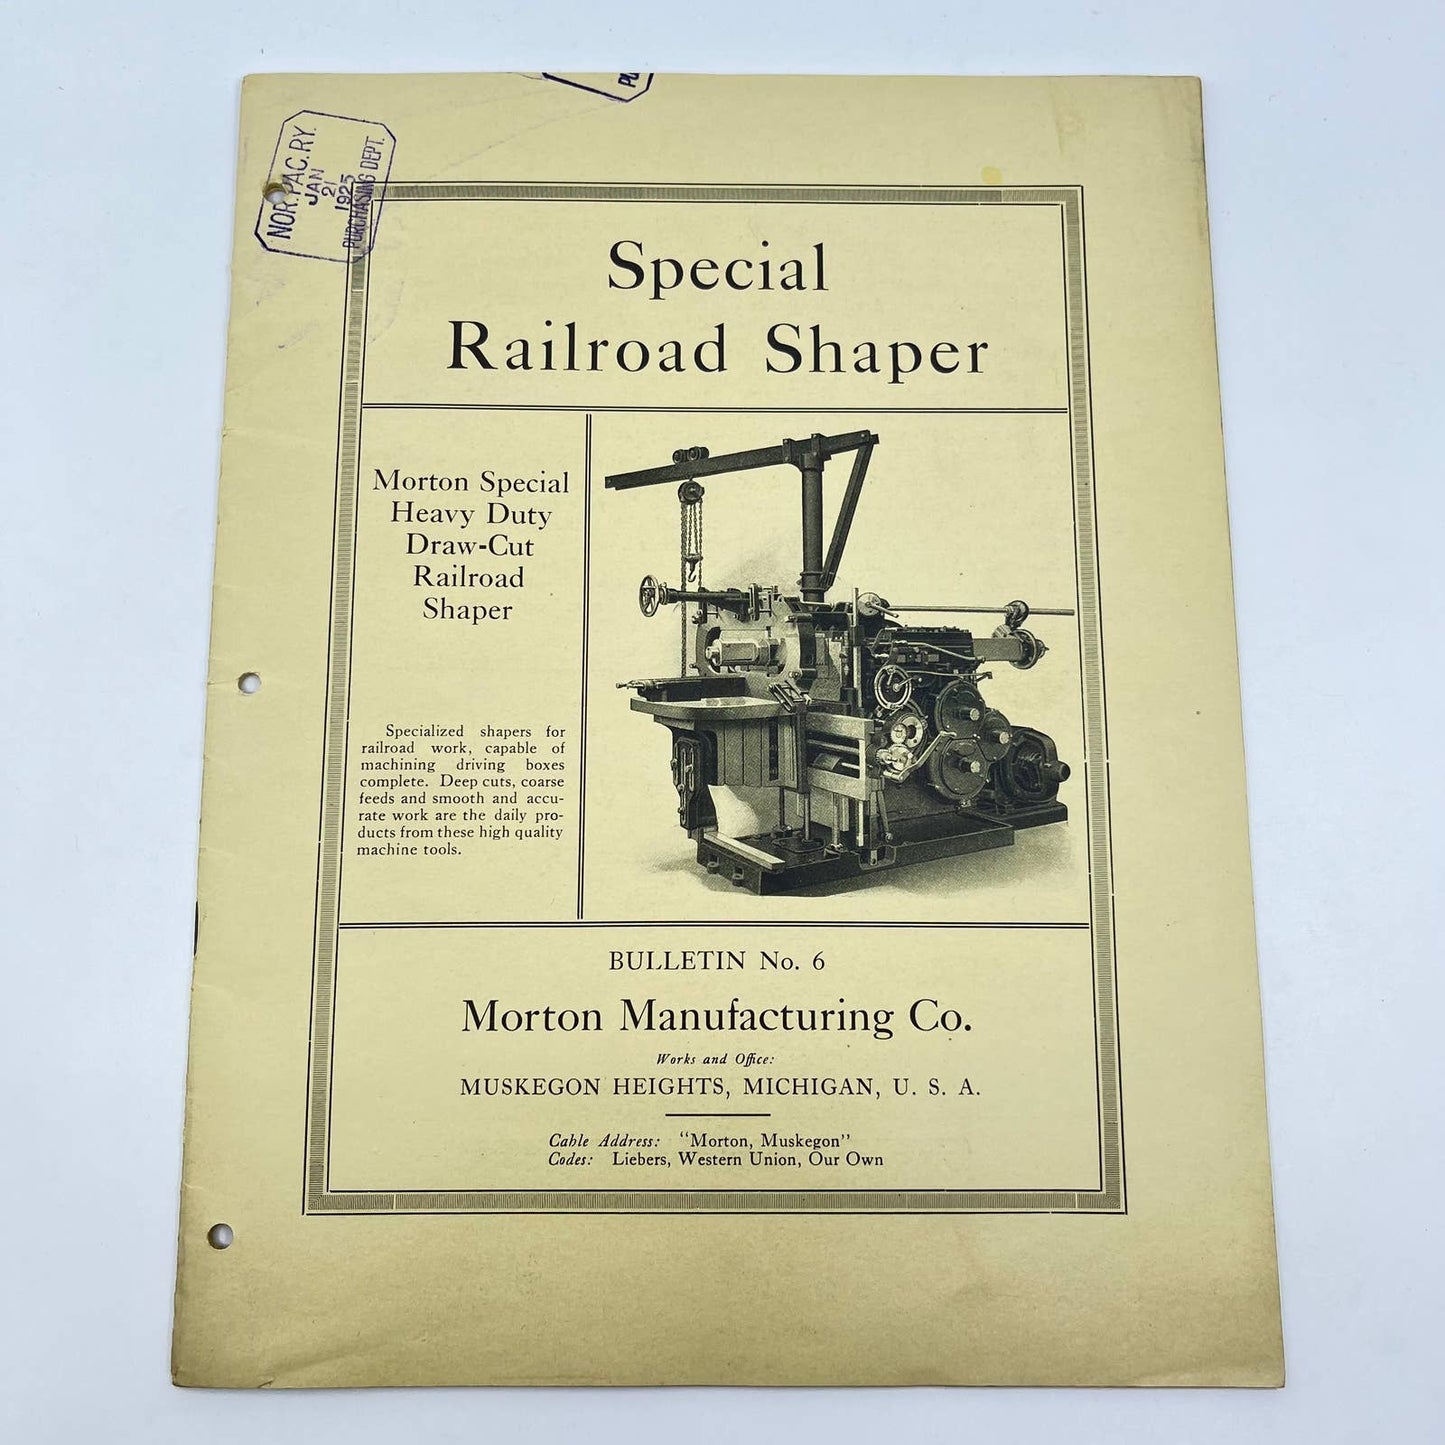 PU
NOR. PAC. RY.
JAN
21
1925
PURCHASING DEPT.
Special
Railroad Shaper
Morton Special
Heavy Duty
Draw-Cut
Railroad
Shaper
Specialized shapers for
railroad work, capable of
machining driving boxes
complete. Deep cuts, coarse
feeds and smooth and accu-
rate work are the daily pro-
ducts from these high quality
machine tools.
BULLETIN No. 6
Morton Manufacturing Co.
Works and Office:
MUSKEGON HEIGHTS, MICHIGAN, U. S. A.
Cable Address: "Morton, Muskegon"
Codes: Liebers, Western Union, Our Own